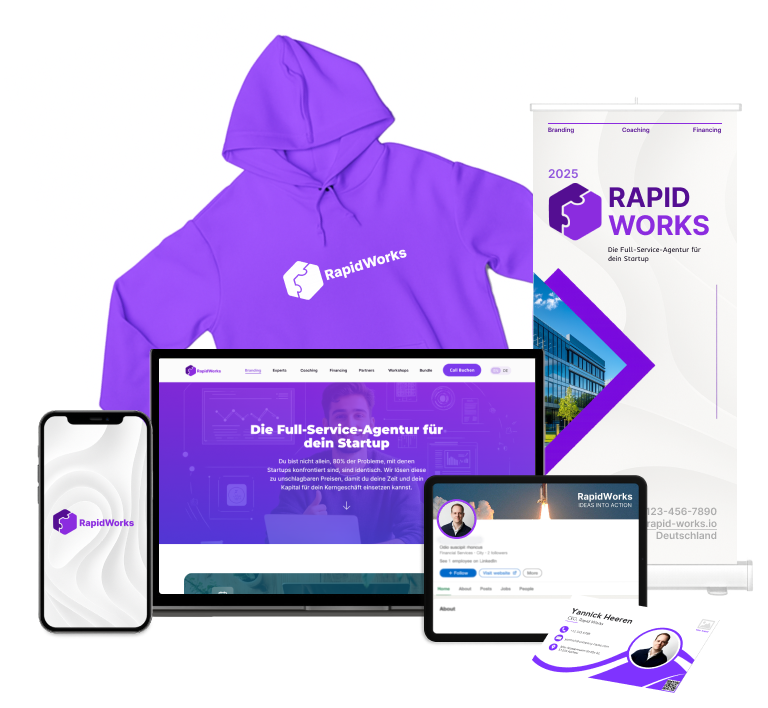 RapidWorks
Branding Coaching Financing
2025
RAPID
WORKS
Die Full-Service-Agentur für
dein Startup
123-456-7890
rapid-works.io
Deutschland
RapidWorks Branding Experts Coaching Financing Partners Workshops Bundle Call Buchen DE
Die Full-Service-Agentur für
dein Startup
Du bist nicht allein, 80% der Probleme, mit denen
Startups konfrontiert sind, sind identisch. Wir lösen diese
zu unschlagbaren Preisen, damit du deine Zeit und dein
Kapital für dein Kerngeschäft einsetzen kannst.
RapidWorks
RapidWorks
IDEAS INTO ACTION
Financial Services - City - 2 followers
See 1 employee on LinkedIn
+ Follow Visit website More
Home About Posts Jobs People
About
Yannick Heeren
CEO, Rapid Works